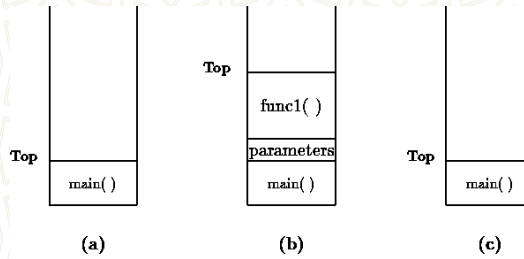 Top
main( )
(a)
Top
func1( )
parameters
main( )
(b)
Top
main( )
(c)